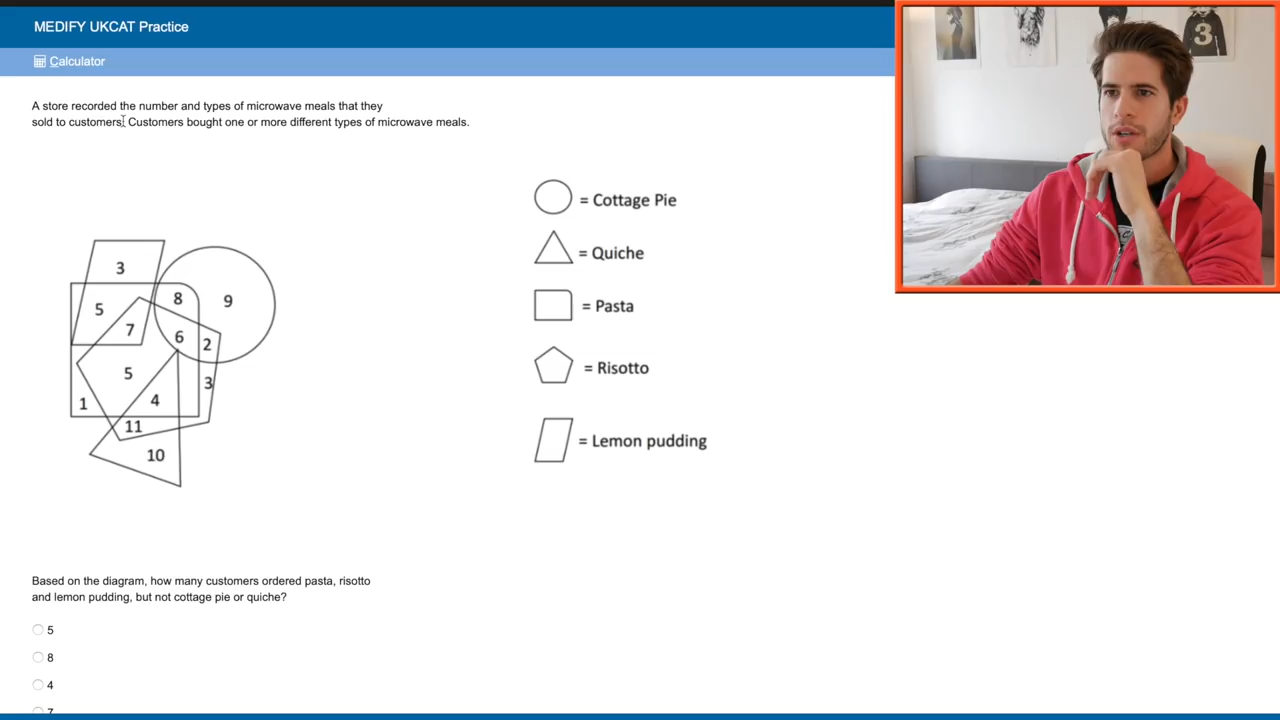 MEDIFY UKCAT Practice
Calculator
A store recorded the number and types of microwave meals that they
sold to customers. Customers bought one or more different types of microwave meals.
= Cottage Pie
= Quiche
= Pasta
= Risotto
= Lemon pudding
3
5
7
8
9
6
2
5
3
1
4
11
10
Based on the diagram, how many customers ordered pasta, risotto
and lemon pudding, but not cottage pie or quiche?
5
8
4
7
3